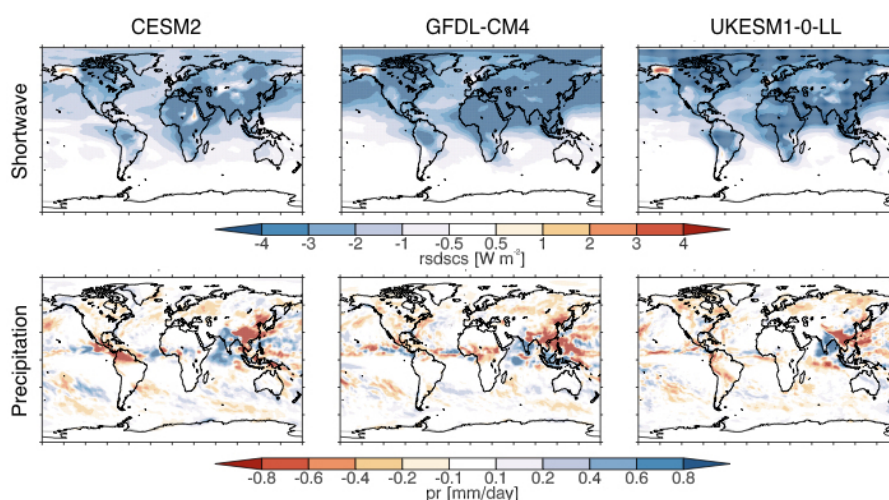 CESM2 GFDL-CM4 UKESM1-0-LL
Shortwave
-4 -3 -2 -1 -0.5 0.5 1 2 3 4
rsdscs [W m⁻³]
Precipitation
-0.8 -0.6 -0.4 -0.2 -0.1 0.1 0.2 0.4 0.6 0.8
pr [mm/day]